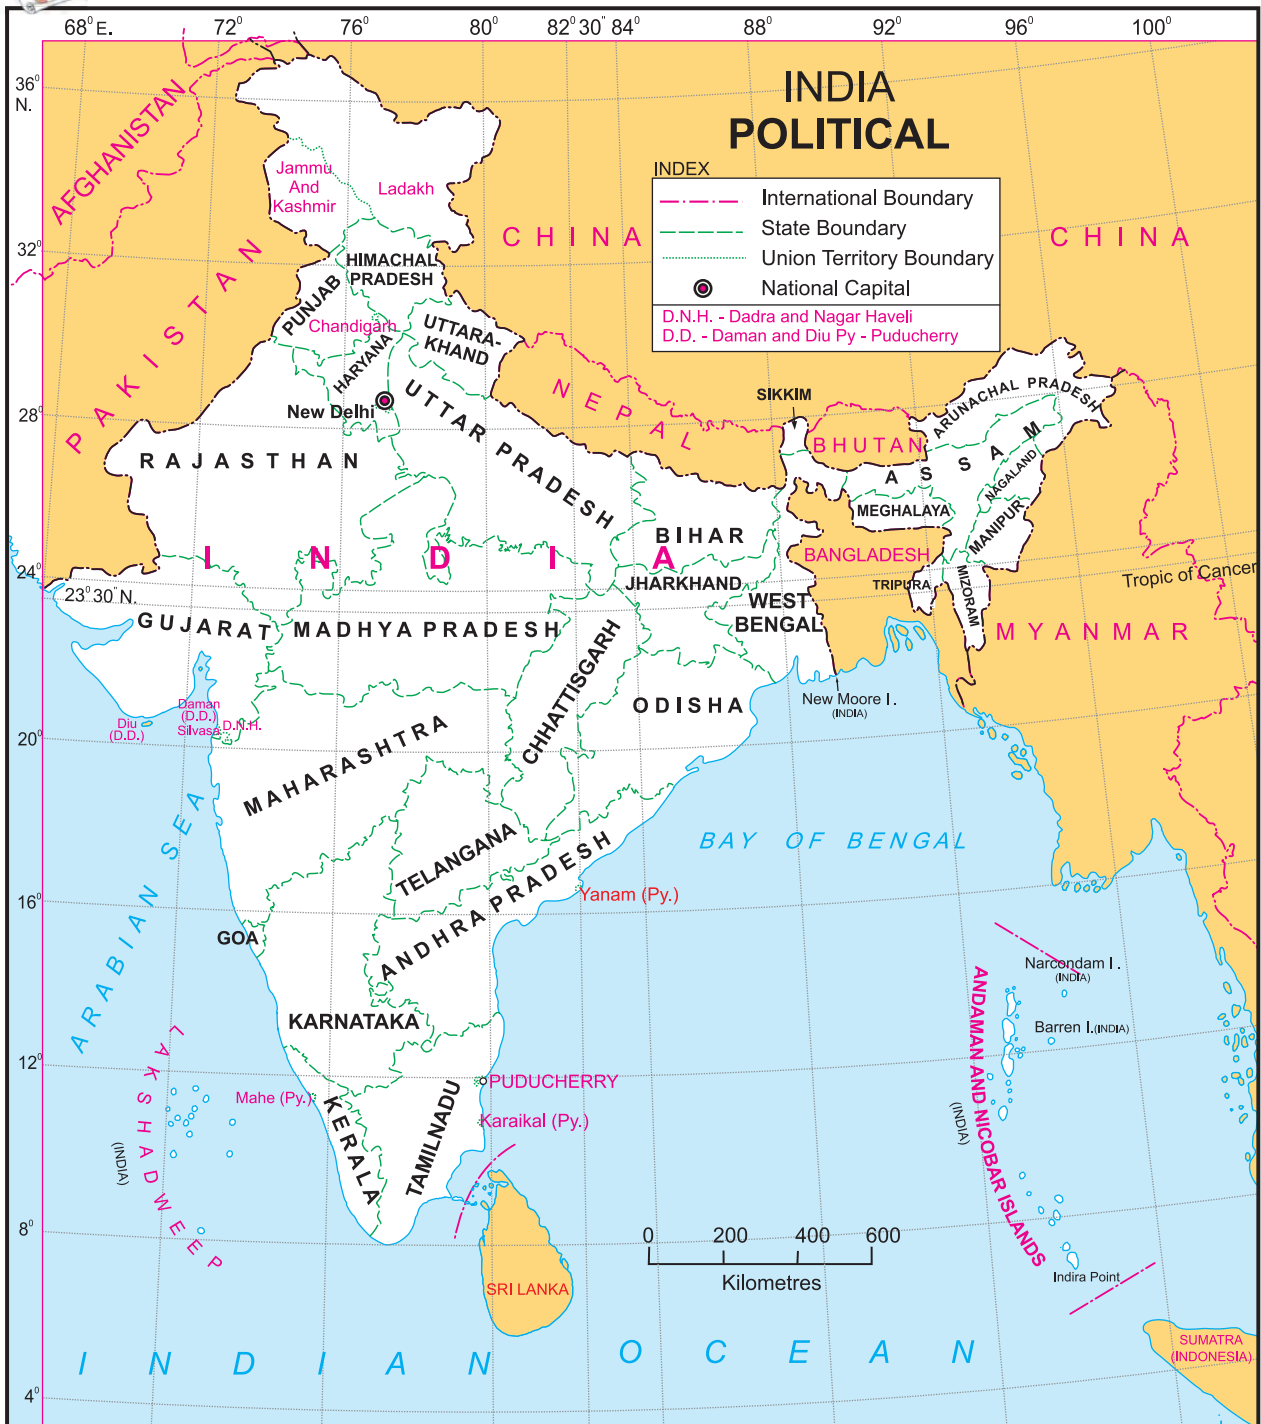 68° E.
72°
76°
80°
82° 30'
84°
88°
92°
96°
100°
36°
N.
32°
28°
24°
20°
16°
12°
8°
4°
INDIA
POLITICAL
INDEX
International Boundary
State Boundary
Union Territory Boundary
National Capital
D.N.H. - Dadra and Nagar Haveli
D.D. - Daman and Diu Py - Puducherry
AFGHANISTAN
PAKISTAN
CHINA
CHINA
NEPAL
BHUTAN
BANGLADESH
MYANMAR
Jammu
And
Kashmir
Ladakh
HIMACHAL
PRADESH
PUNJAB
Chandigarh
UTTARA-
KHAND
HARYANA
New Delhi
UTTAR PRADESH
RAJASTHAN
SIKKIM
ARUNACHAL PRADESH
ASSAM
NAGALAND
MEGHALAYA
MANIPUR
BIHAR
INDIA
JHARKHAND
TRIPURA
MIZORAM
Tropic of Cancer
23° 30' N.
WEST
BENGAL
GUJARAT
MADHYA PRADESH
CHHATTISGARH
ODISHA
New Moore I.
(INDIA)
Daman
(D.D.)
Silvasa
D.N.H.
Diu
(D.D.)
MAHARASHTRA
TELANGANA
ANDHRA PRADESH
Yanam (Py.)
BAY OF BENGAL
ARABIAN SEA
GOA
KARNATAKA
Narcondam I.
(INDIA)
Barren I.(INDIA)
ANDAMAN AND NICOBAR ISLANDS
(INDIA)
LAKSHADWEEP
(INDIA)
Mahe (Py.)
PUDUCHERRY
Karaikal (Py.)
KERALA
TAMILNADU
SRI LANKA
0 200 400 600
Kilometres
Indira Point
SUMATRA
(INDONESIA)
INDIAN OCEAN